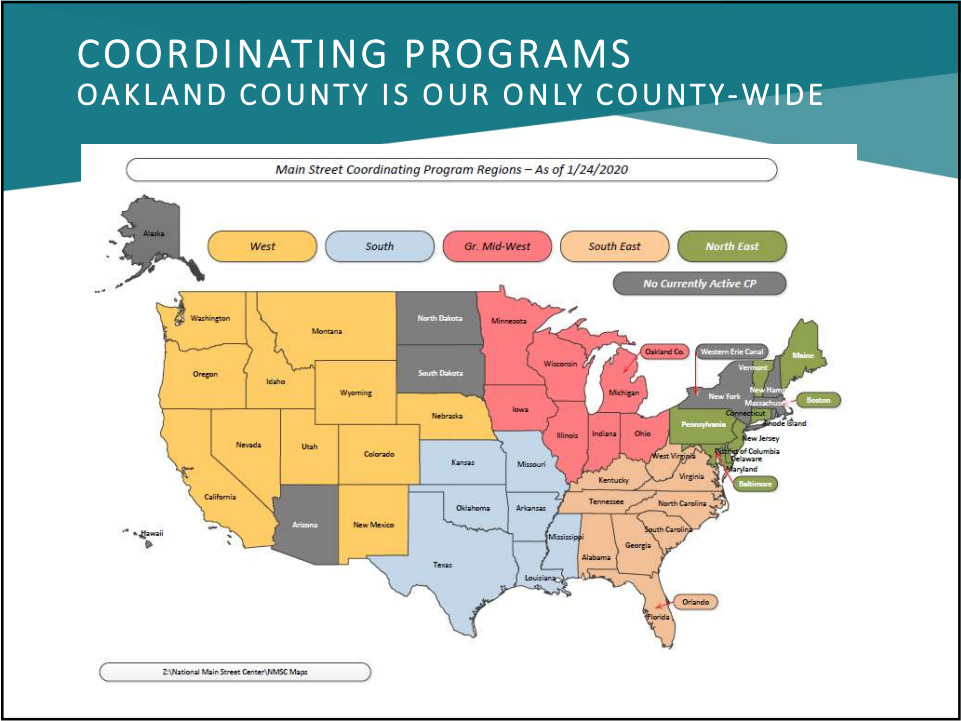 COORDINATING PROGRAMS
OAKLAND COUNTY IS OUR ONLY COUNTY-WIDE
Main Street Coordinating Program Regions – As of 1/24/2020
Alaska
West
South
Gr. Mid-West
South East
North East
No Currently Active CP
Washington
Montana
North Dakota
Minnesota
Oregon
Idaho
Wyoming
South Dakota
Wisconsin
Oakland Co.
Western Erie Canal
Maine
Vermont
Michigan
New York
New Hamp
Massachus
Boston
Connecticut
Rhode Island
Nebraska
Iowa
Pennsylvania
New Jersey
Nevada
Utah
Colorado
Kansas
Missouri
Illinois
Indiana
Ohio
West Virginia
District of Columbia
Delaware
Maryland
Virginia
Baltimore
California
Kentucky
Arizona
New Mexico
Oklahoma
Arkansas
Tennessee
North Carolina
South Carolina
Hawaii
Texas
Louisiana
Mississippi
Alabama
Georgia
Orlando
Florida
Z:\National Main Street Center\NMSC Maps